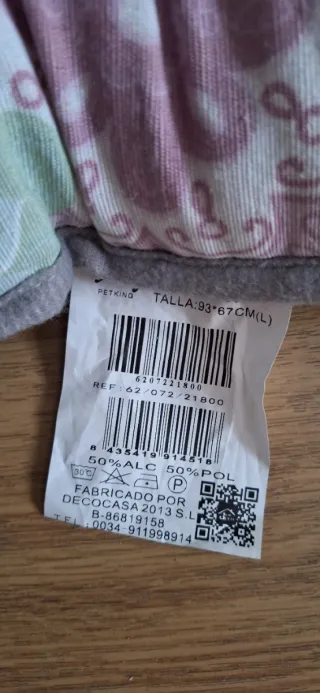 PETKING
TALLA:93*67CM(L)
6207221800
REF:62/072/21800
8 435419 914518
50%ALC 50%POL
30°C
P
FABRICADO POR
DECOCASA 2013 S.L
B-86819158
TEL:0034-911998914